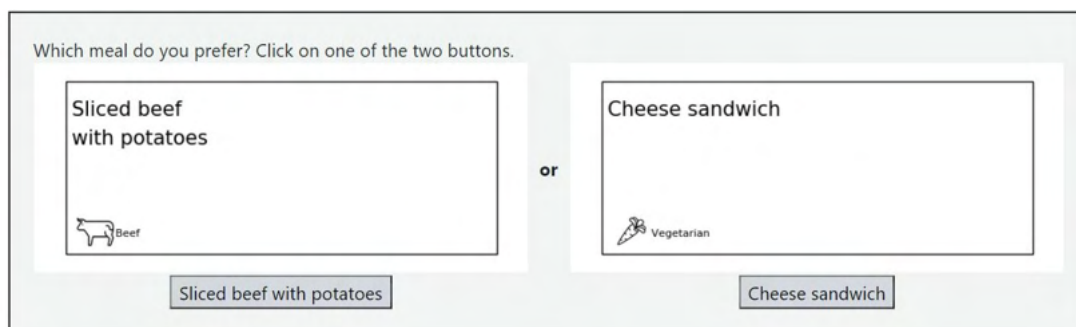 Which meal do you prefer? Click on one of the two buttons.
Sliced beef
with potatoes
Beef
Sliced beef with potatoes
or
Cheese sandwich
Vegetarian
Cheese sandwich